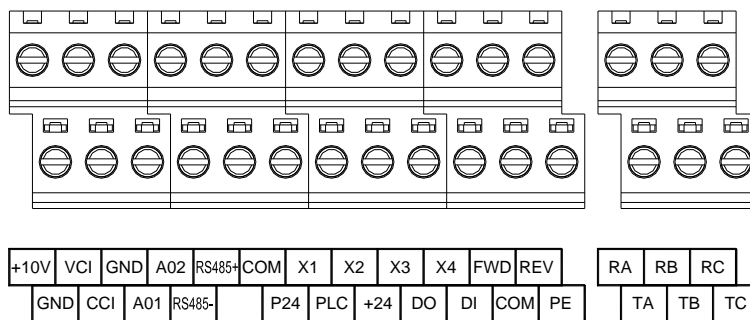 +10V VCI GND A02 RS485+ COM X1 X2 X3 X4 FWD REV RA RB RC
GND CCI A01 RS485- P24 PLC +24 DO DI COM PE TA TB TC